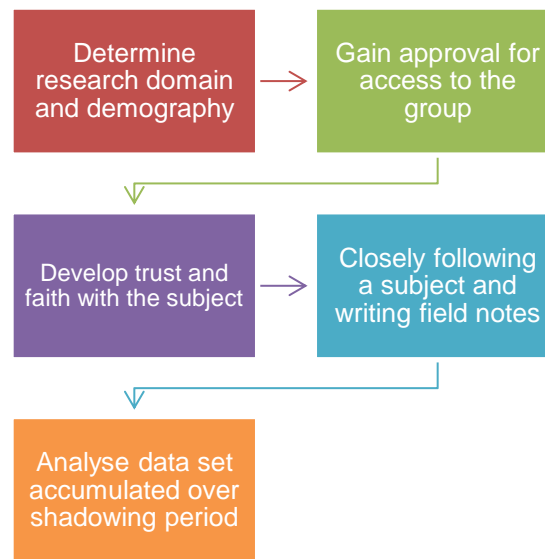 Determine
research domain
and demography
Gain approval for
access to the
group
Develop trust and
faith with the subject
Closely following
a subject and
writing field notes
Analyse data set
accumulated over
shadowing period